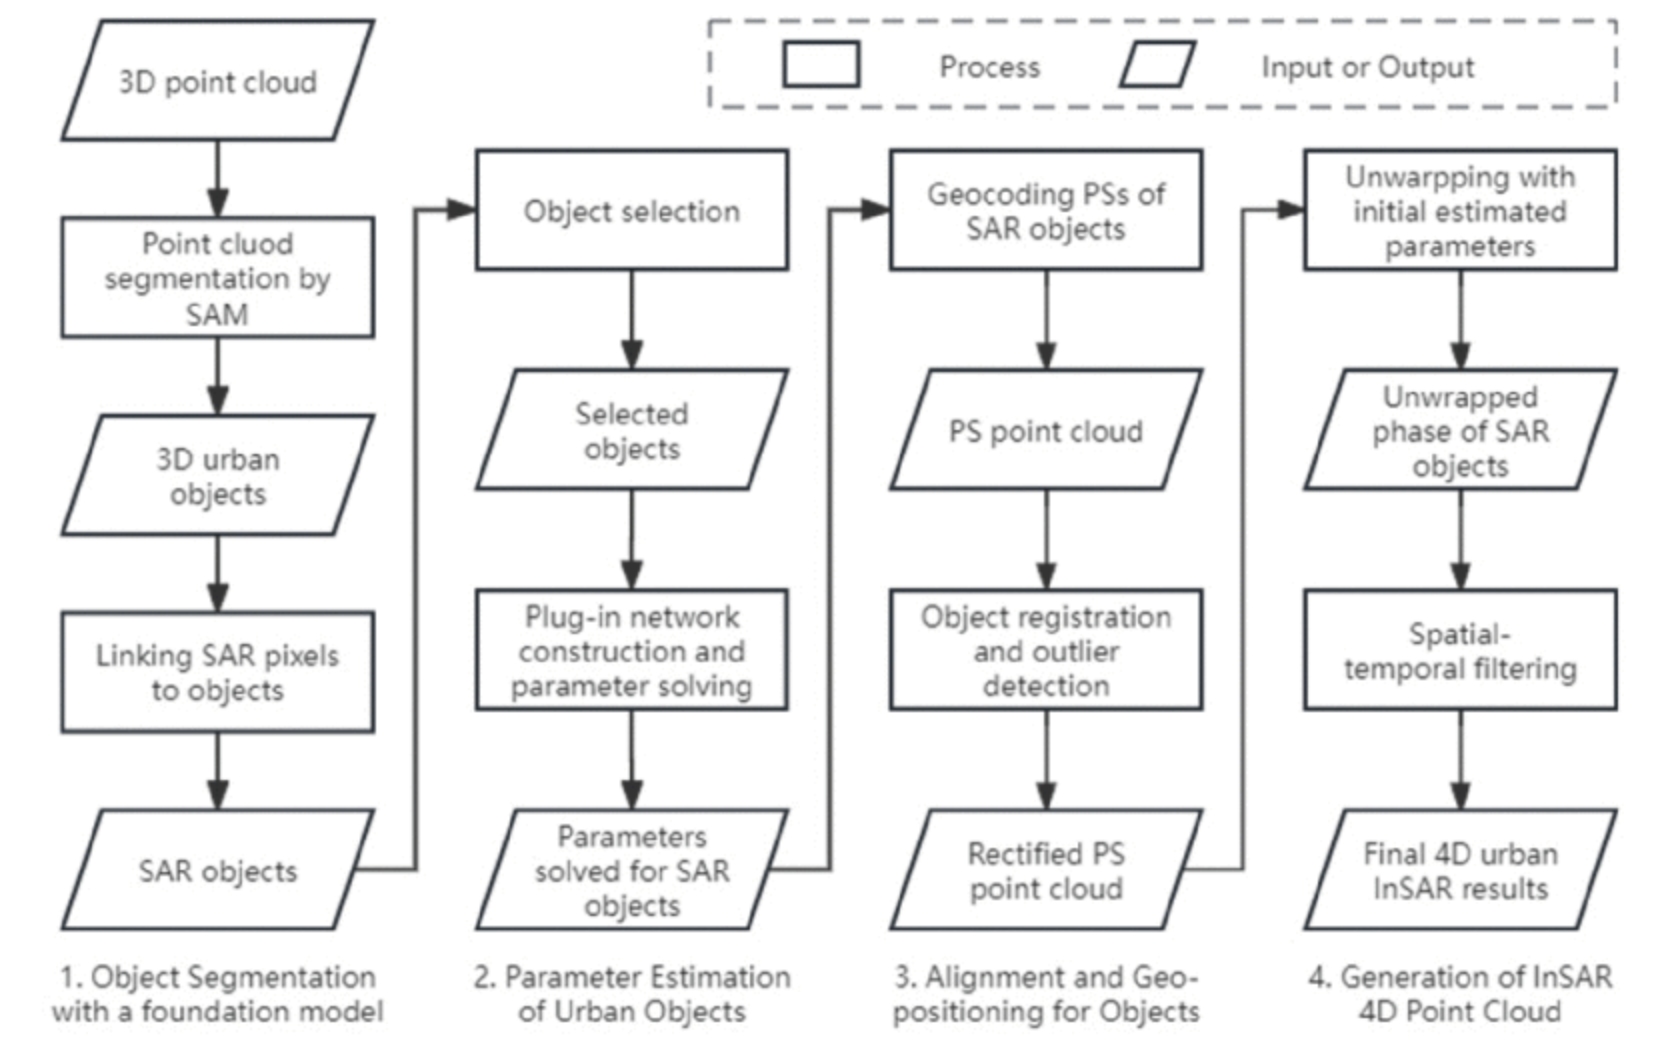 3D point cloud
Process
Input or Output
Point cluod
segmentation by
SAM
3D urban
objects
Linking SAR pixels
to objects
SAR objects
1. Object Segmentation
with a foundation model
Object selection
Selected
objects
Plug-in network
construction and
parameter solving
Parameters
solved for SAR
objects
2. Parameter Estimation
of Urban Objects
Geocoding PSs of
SAR objects
PS point cloud
Object registration
and outlier
detection
Rectified PS
point cloud
3. Alignment and Geo-
positioning for Objects
Unwarpping with
initial estimated
parameters
Unwrapped
phase of SAR
objects
Spatial-
temporal filtering
Final 4D urban
InSAR results
4. Generation of InSAR
4D Point Cloud